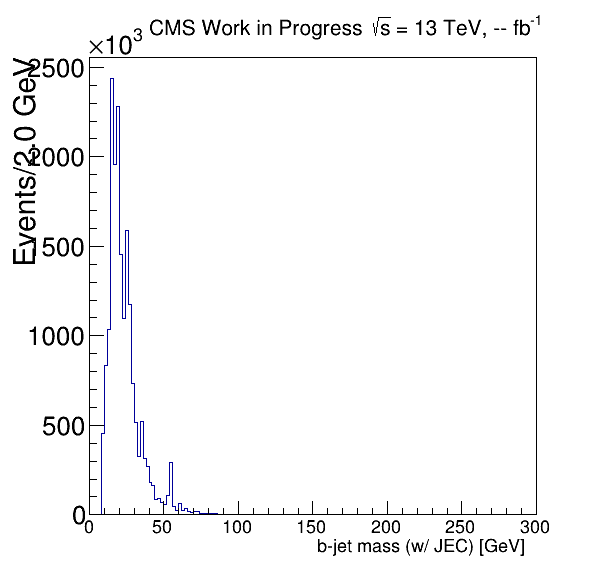 ×10³ CMS Work in Progress √s = 13 TeV, -- fb⁻¹
Events/2.0 GeV
2500
2000
1500
1000
500
0
0 50 100 150 200 250 300
b-jet mass (w/ JEC) [GeV]